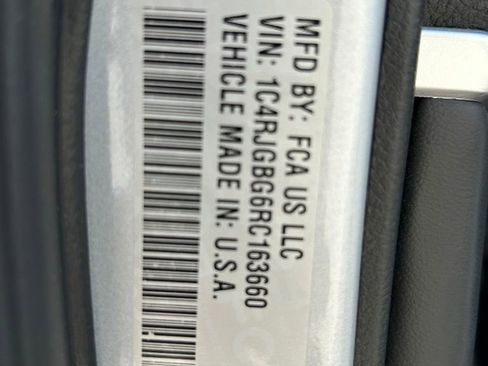 MFD BY: FCA US LLC
VIN: 1C4RJGBG6RC163660
VEHICLE MADE IN: U.S.A.